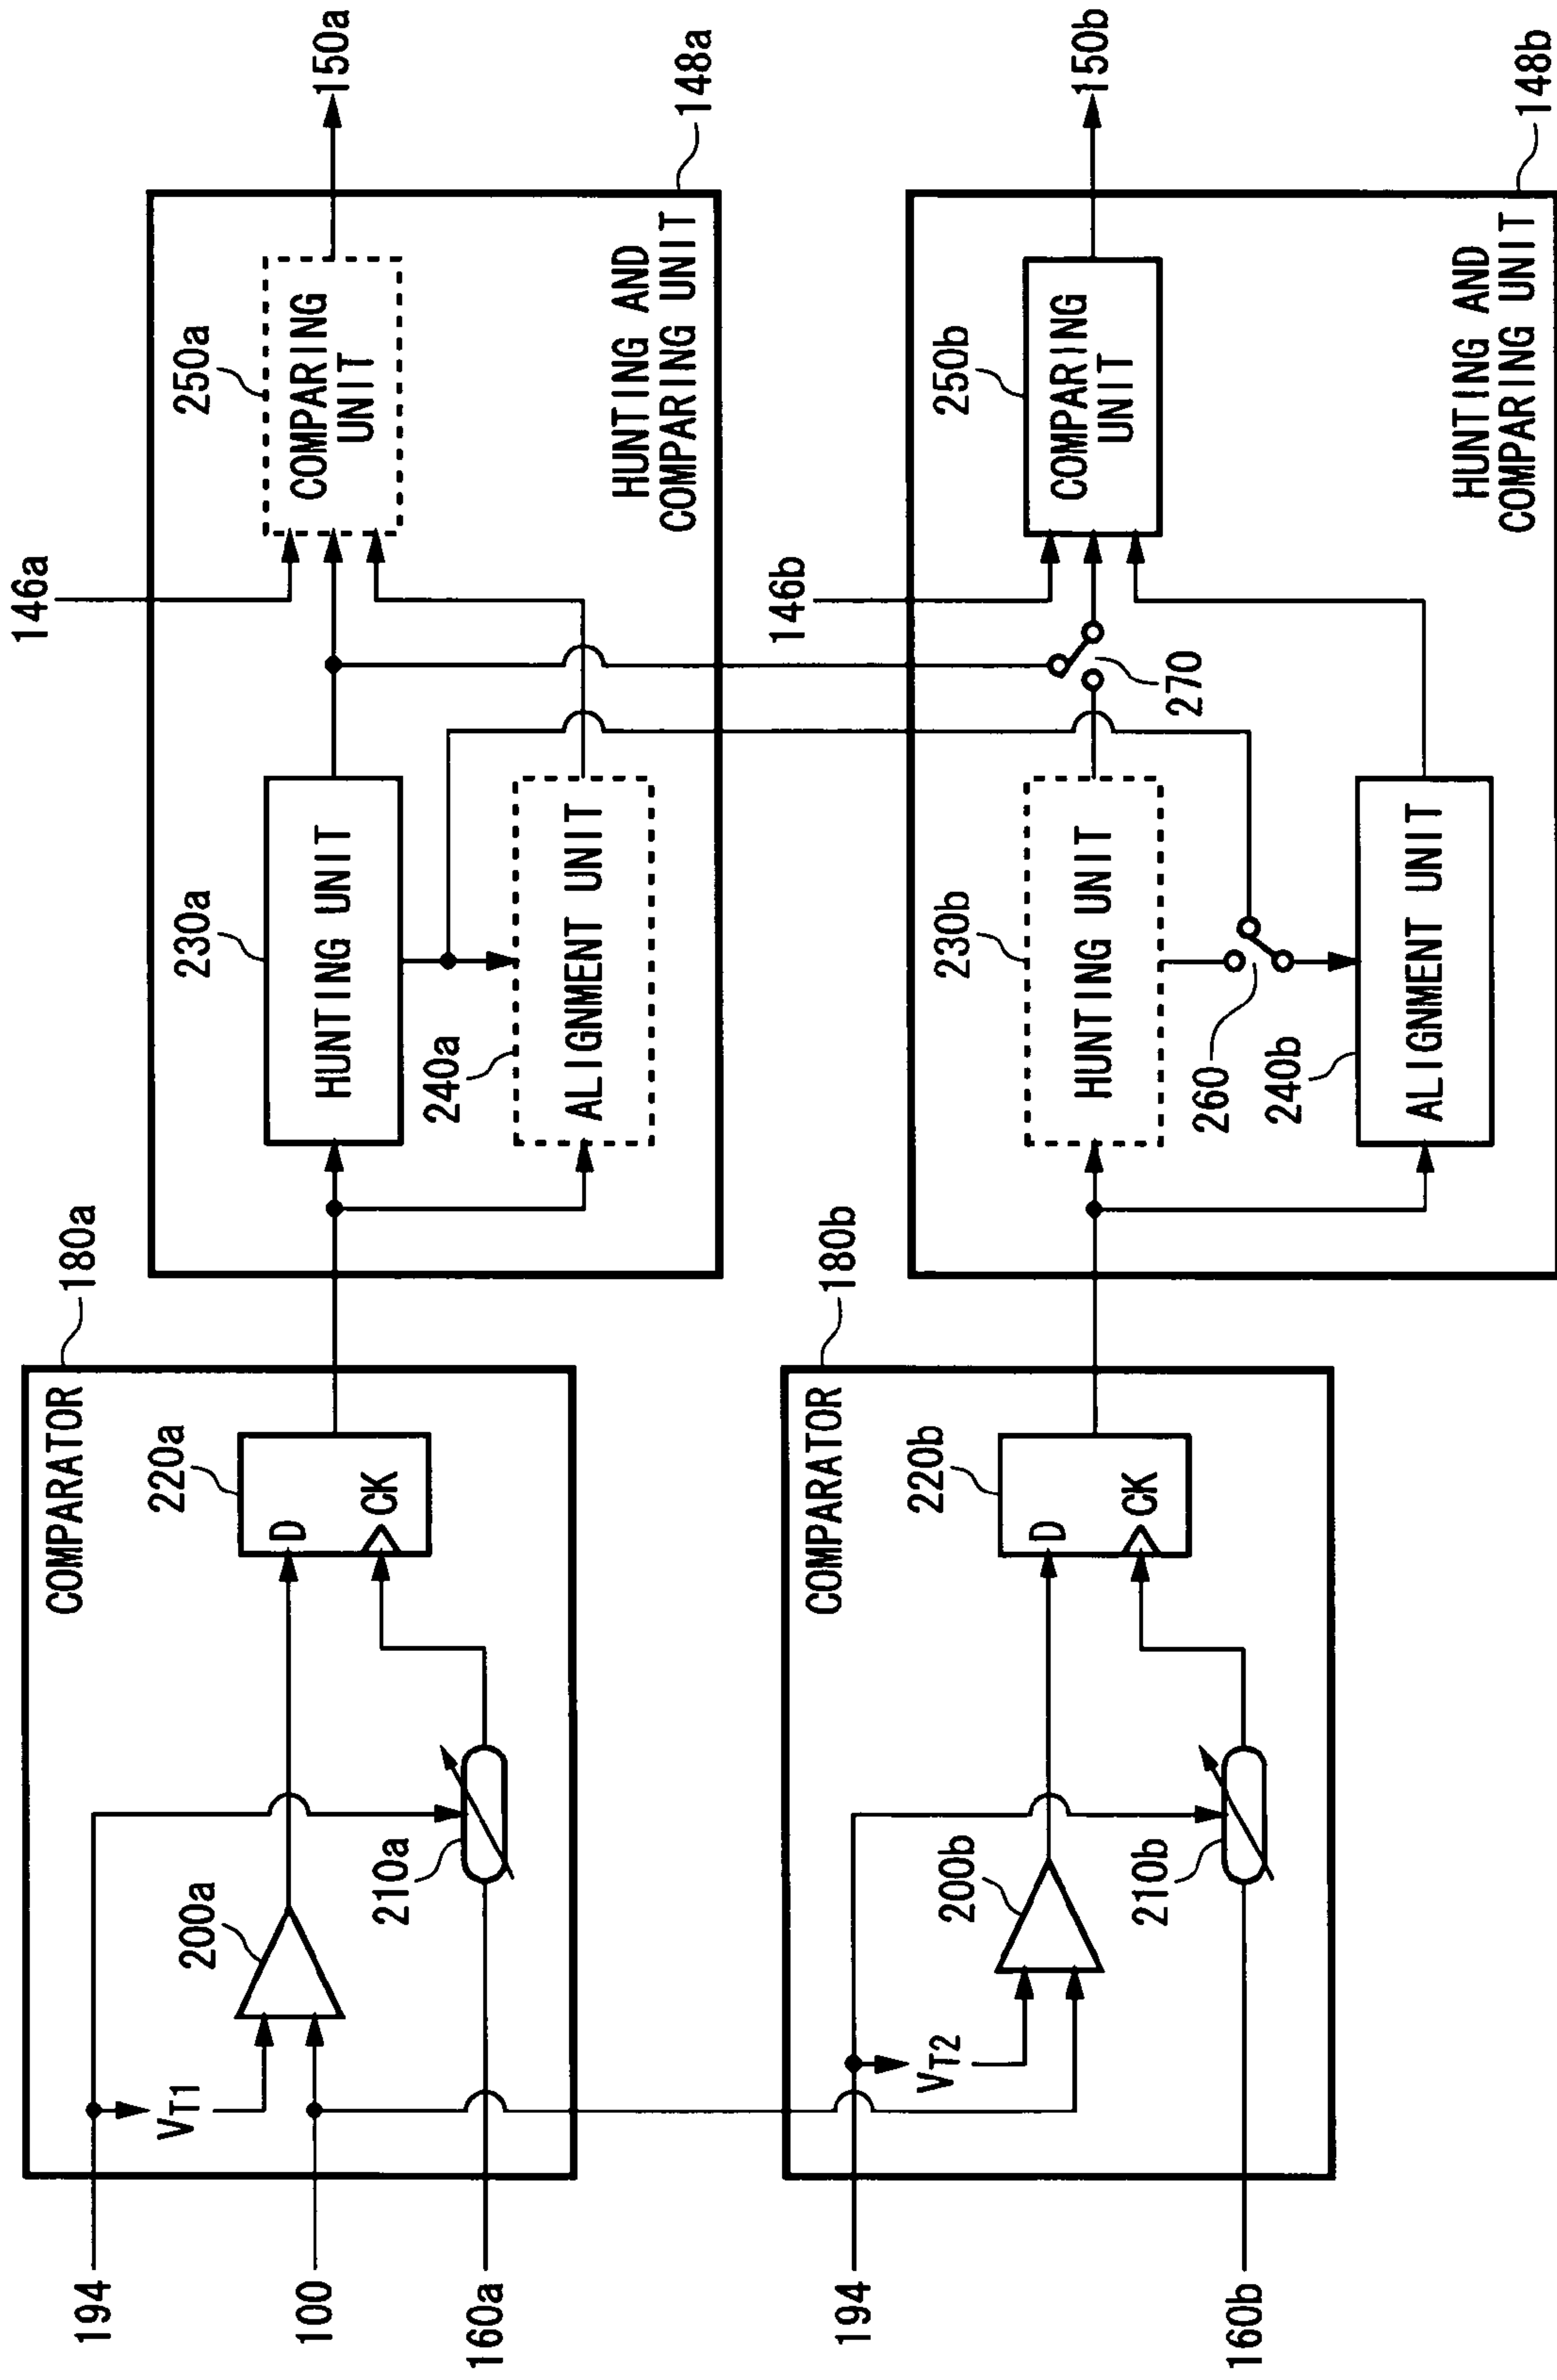 194
100
160a
COMPARATOR
180a
VT1
200a
210a
220a
D
CK
146a
230a
HUNTING UNIT
240a
ALIGNMENT UNIT
250a
COMPARING
UNIT
HUNTING AND
COMPARING UNIT
150a
148a
194
160b
COMPARATOR
180b
VT2
200b
210b
220b
D
CK
146b
230b
HUNTING UNIT
260
240b
ALIGNMENT UNIT
270
250b
COMPARING
UNIT
HUNTING AND
COMPARING UNIT
150b
148b